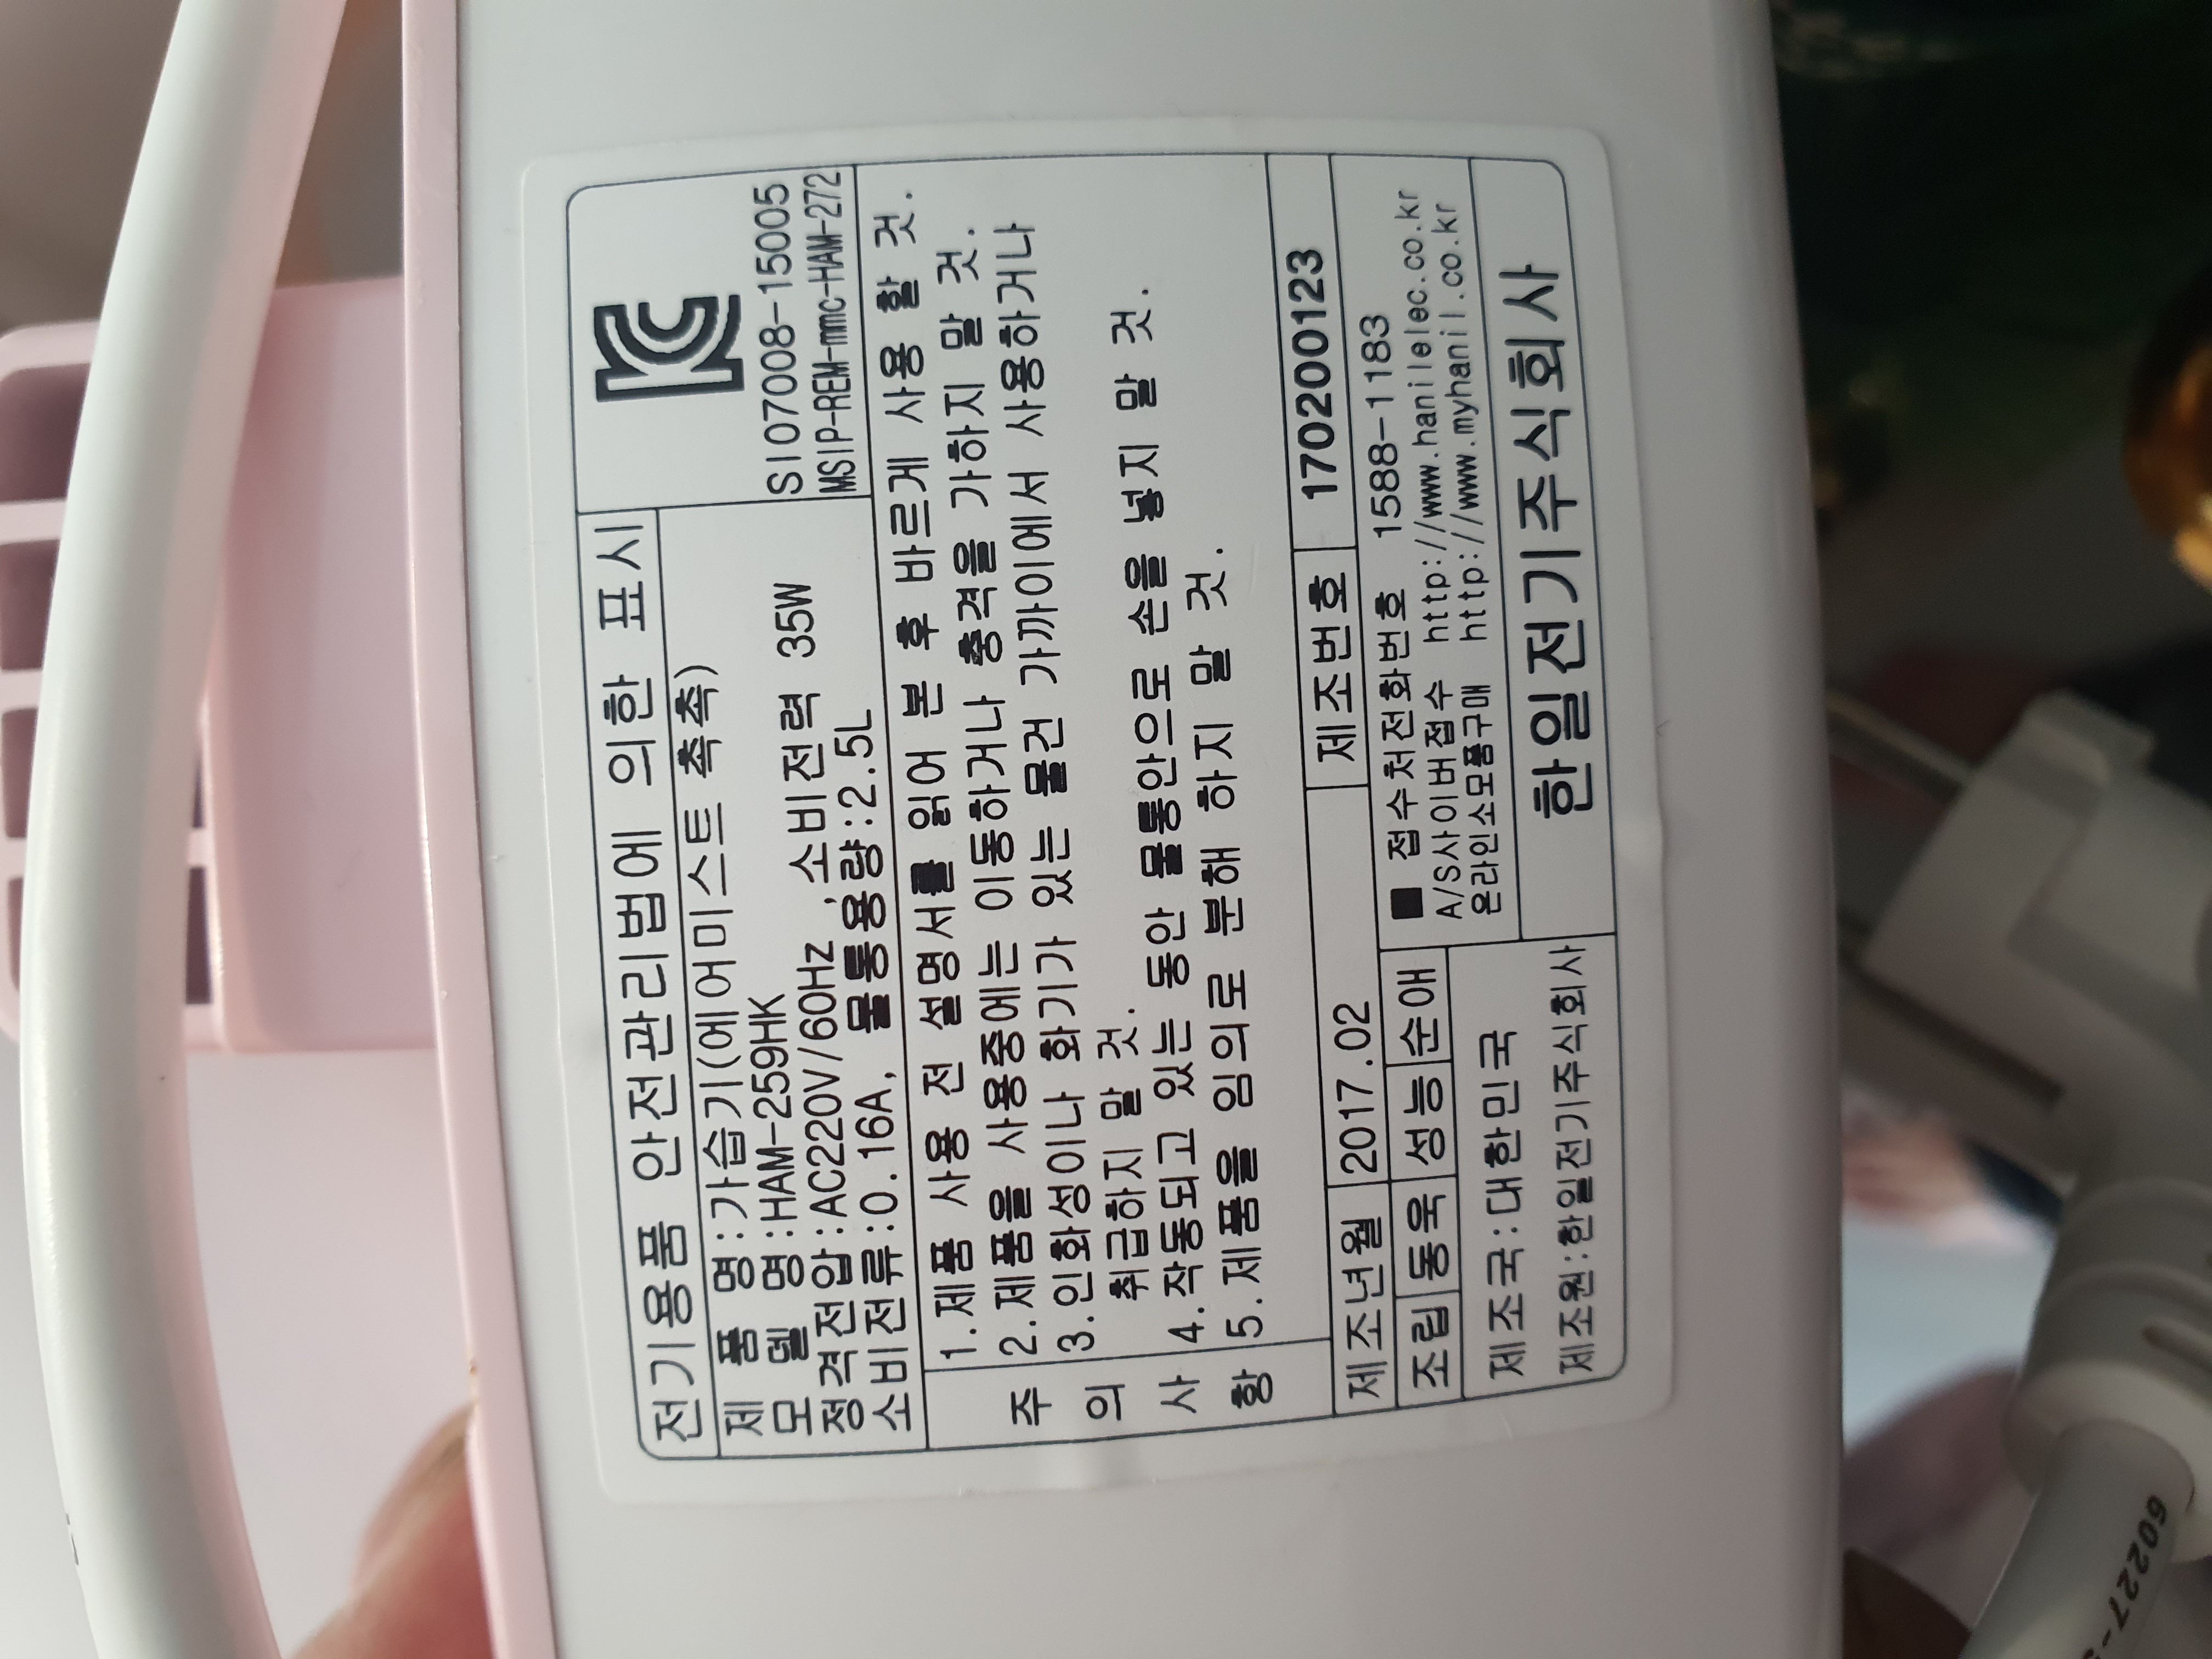 전기용품 안전관리법에 의한 표시
KC
SI07008-15005
MSIP-REM-mmc-HAM-272
제 품 명:가습기(에어미스트 촉촉)
모 델 명:HAM-259HK
정격전압:AC220V/60Hz, 소비전력 35W
소비전류:0.16A, 물통용량:2.5L
주의사항
1.제품 사용 전 설명서를 읽어 본 후 바르게 사용 할 것.
2.제품을 사용중에는 이동하거나 충격을 가하지 말 것.
3.인화성이나 화기가 있는 물건 가까이에서 사용하거나
취급하지 말 것.
4.작동되고 있는 동안 물통안으로 손을 넣지 말 것.
5.제품을 임의로 분해 하지 말 것.
제조년월 2017.02 제조번호 170200123
조립 동욱 성능 순애
■ 접수처전화번호 1588-1183
A/S사이버접수 http://www.hanilelec.co.kr
온라인소모품구매 http://www.myhanil.co.kr
제조국:대한민국
제조원:한일전기주식회사
한일전기주식회사
60227-